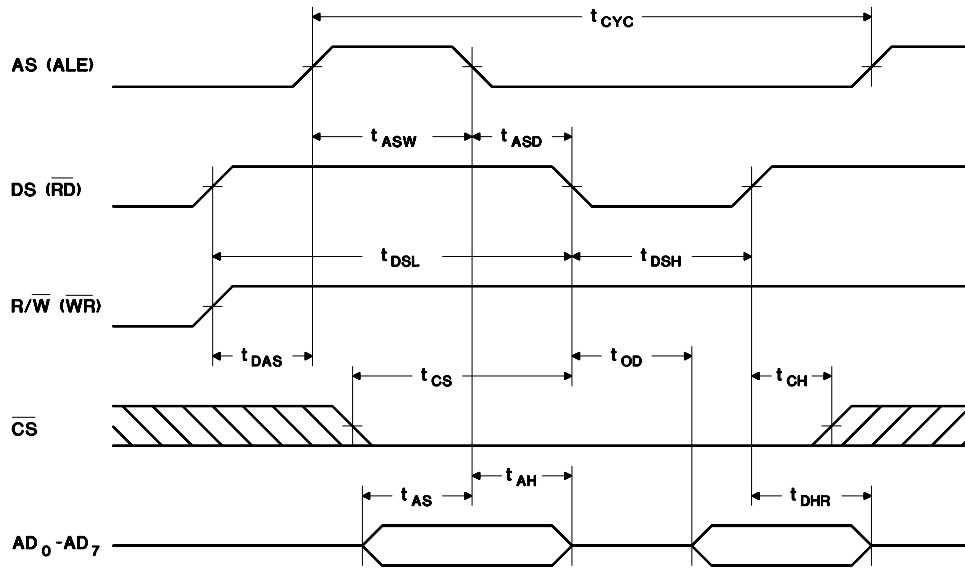 tCYC
AS (ALE)
tASW tASD
DS (RD)
tDSL tDSH
R/W (WR)
tDAS tOD
tCS tCH
CS
tAS tAH tDHR
AD0-AD7